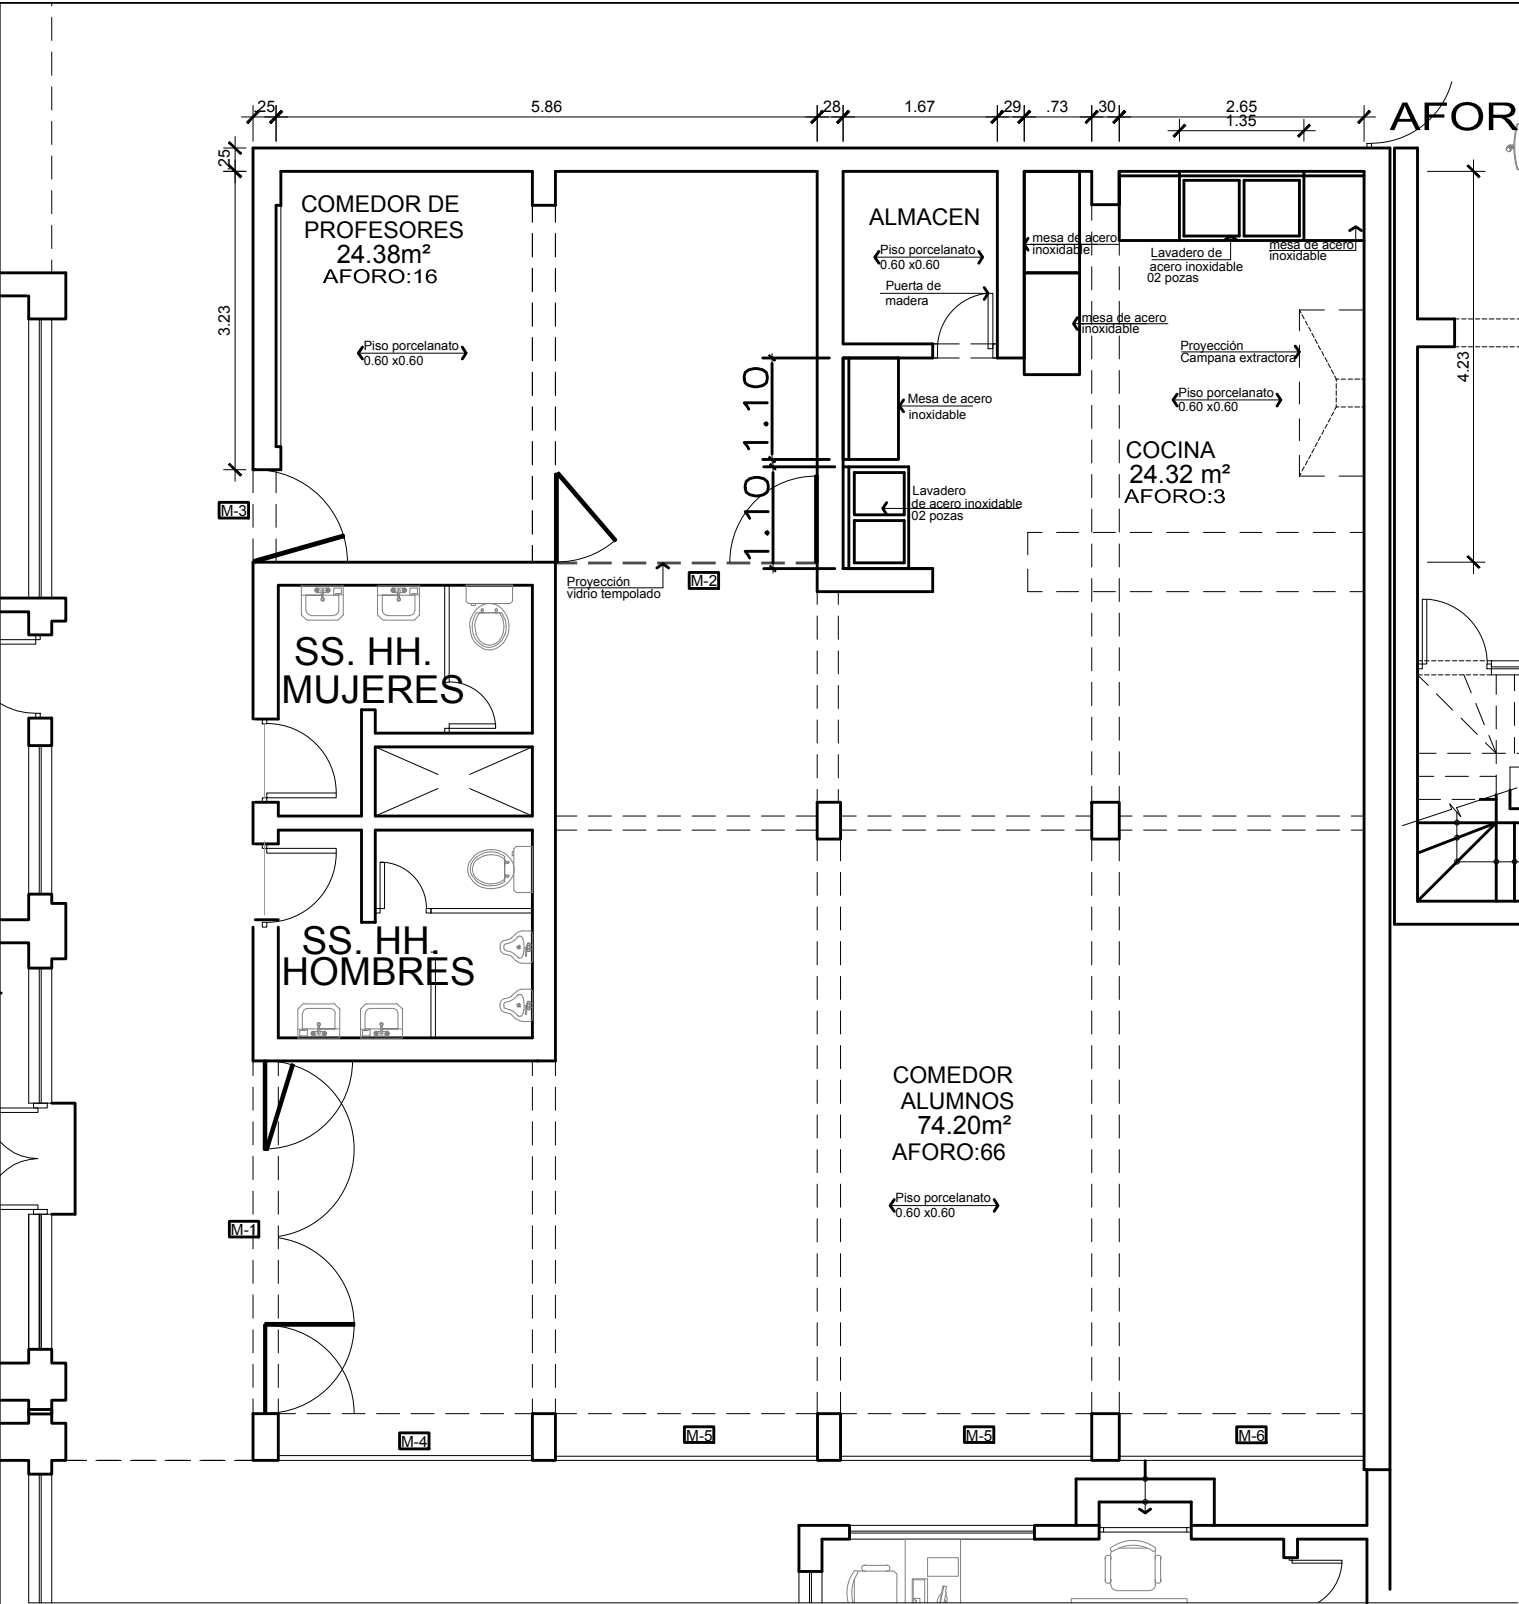 .25
5.86
.28
1.67
.29
.73
.30
2.65
1.35
AFOR
.25
3.23
4.23
COMEDOR DE
PROFESORES
24.38m²
AFORO:16
Piso porcelanato
0.60 x0.60
ALMACEN
Piso porcelanato
0.60 x0.60
Puerta de
madera
mesa de acero
inoxidable
mesa de acero
inoxidable
Lavadero de
acero inoxidable
02 pozas
mesa de acero
inoxidable
Proyección
Campana extractora
Piso porcelanato
0.60 x0.60
1.10
Mesa de acero
inoxidable
COCINA
24.32 m²
AFORO:3
1.10
Lavadero
de acero inoxidable
02 pozas
M-3
Proyección
vidrio tempolado
M-2
SS. HH.
MUJERES
SS. HH.
HOMBRES
COMEDOR
ALUMNOS
74.20m²
AFORO:66
Piso porcelanato
0.60 x0.60
M-1
M-4
M-5
M-5
M-6